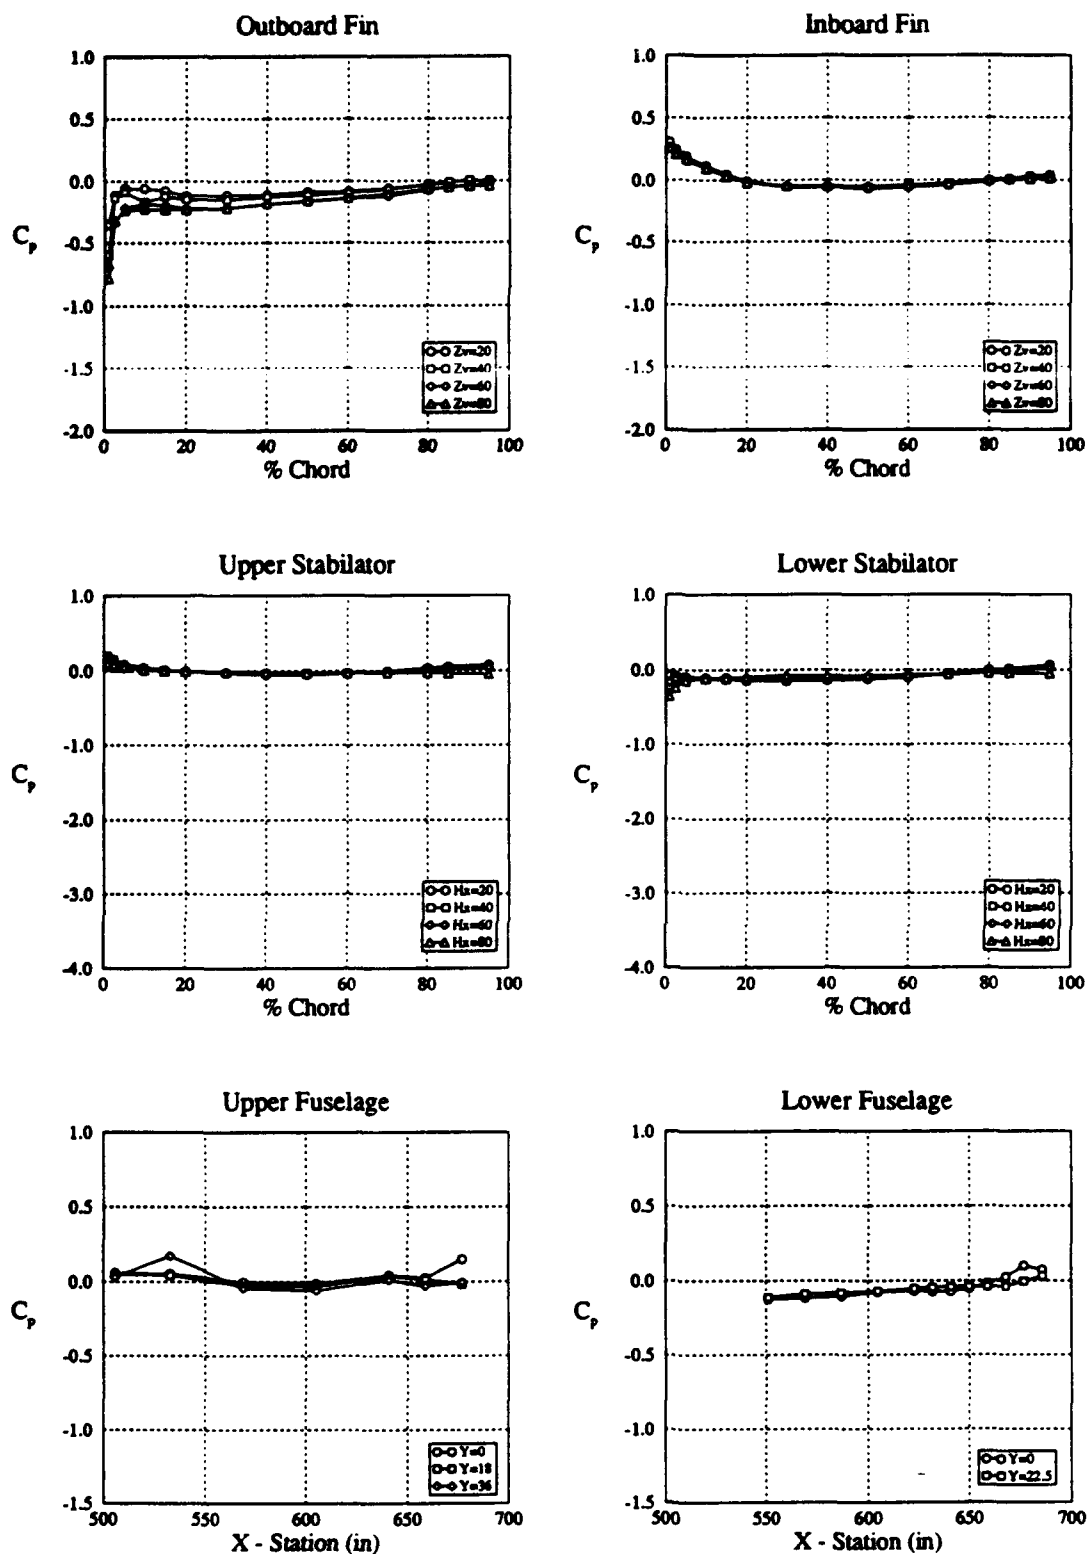 Outboard Fin
1.0
0.5
0.0
-0.5
-1.0
-1.5
-2.0
C_p
0 20 40 60 80 100
% Chord
Zv=20
Zv=40
Zv=60
Zv=80
Inboard Fin
1.0
0.5
0.0
-0.5
-1.0
-1.5
-2.0
C_p
0 20 40 60 80 100
% Chord
Zv=20
Zv=40
Zv=60
Zv=80
Upper Stabilator
1.0
0.0
-1.0
-2.0
-3.0
-4.0
C_p
0 20 40 60 80 100
% Chord
Hx=20
Hx=40
Hx=60
Hx=80
Lower Stabilator
1.0
0.0
-1.0
-2.0
-3.0
-4.0
C_p
0 20 40 60 80 100
% Chord
Hx=20
Hx=40
Hx=60
Hx=80
Upper Fuselage
1.0
0.5
0.0
-0.5
-1.0
-1.5
C_p
500 550 600 650 700
X - Station (in)
Y=0
Y=18
Y=36
Lower Fuselage
1.0
0.5
0.0
-0.5
-1.0
-1.5
C_p
500 550 600 650 700
X - Station (in)
Y=0
Y=22.5